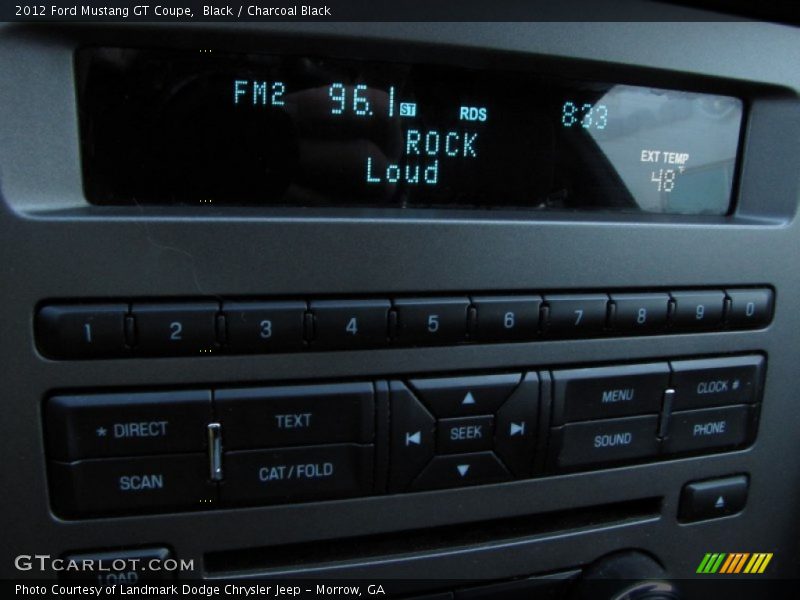 2012 Ford Mustang GT Coupe, Black / Charcoal Black
FM2 96.1 ST RDS 8:33
ROCK
EXT TEMP
Loud
48°
1 2 3 4 5 6 7 8 9 0
* DIRECT TEXT SEEK MENU CLOCK #
SCAN CAT/FOLD SOUND PHONE
LOAD
GTCARLOT.COM
Photo Courtesy of Landmark Dodge Chrysler Jeep - Morrow, GA